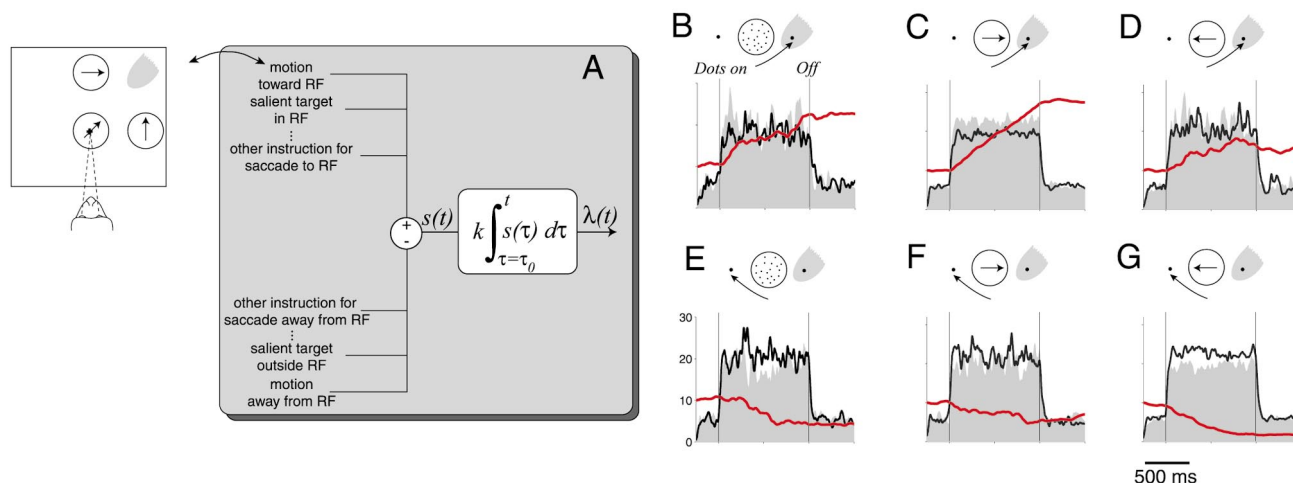 A
motion
toward RF
salient target
in RF
other instruction for
saccade to RF
+
-
s(t)
k ∫ t τ=τ0 s(τ) dτ
λ(t)
other instruction for
saccade away from RF
salient target
outside RF
motion
away from RF
B
Dots on
Off
C
D
E
30
20
10
0
F
G
500 ms